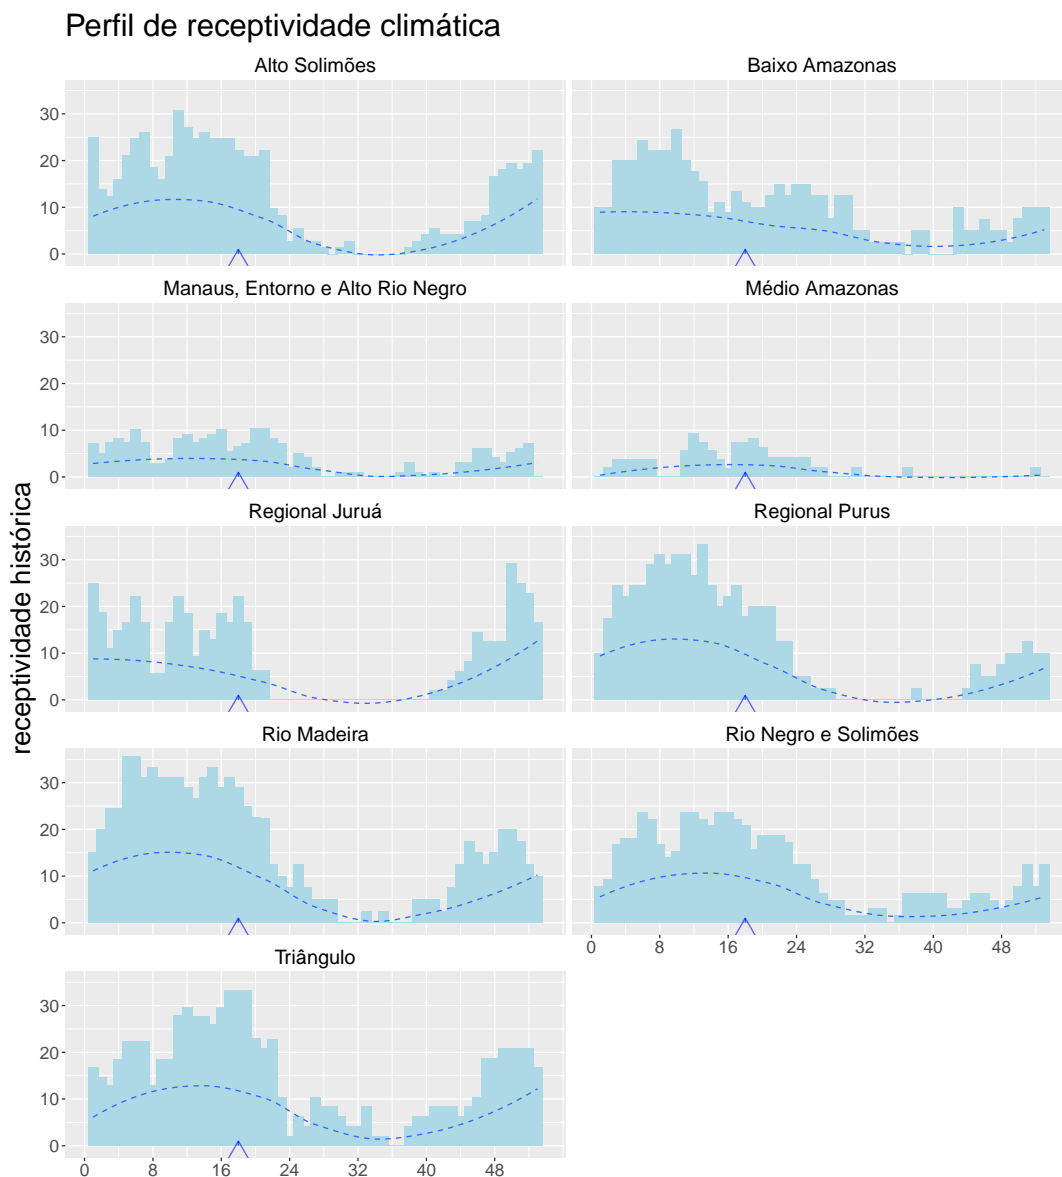 Perfil de receptividade climática
Alto Solimões
Baixo Amazonas
30
20
10
0
Manaus, Entorno e Alto Rio Negro
Médio Amazonas
30
20
10
0
Regional Juruá
Regional Purus
30
20
10
0
receptividade histórica
Rio Madeira
Rio Negro e Solimões
30
20
10
0
0 8 16 24 32 40 48
Triângulo
30
20
10
0
0 8 16 24 32 40 48